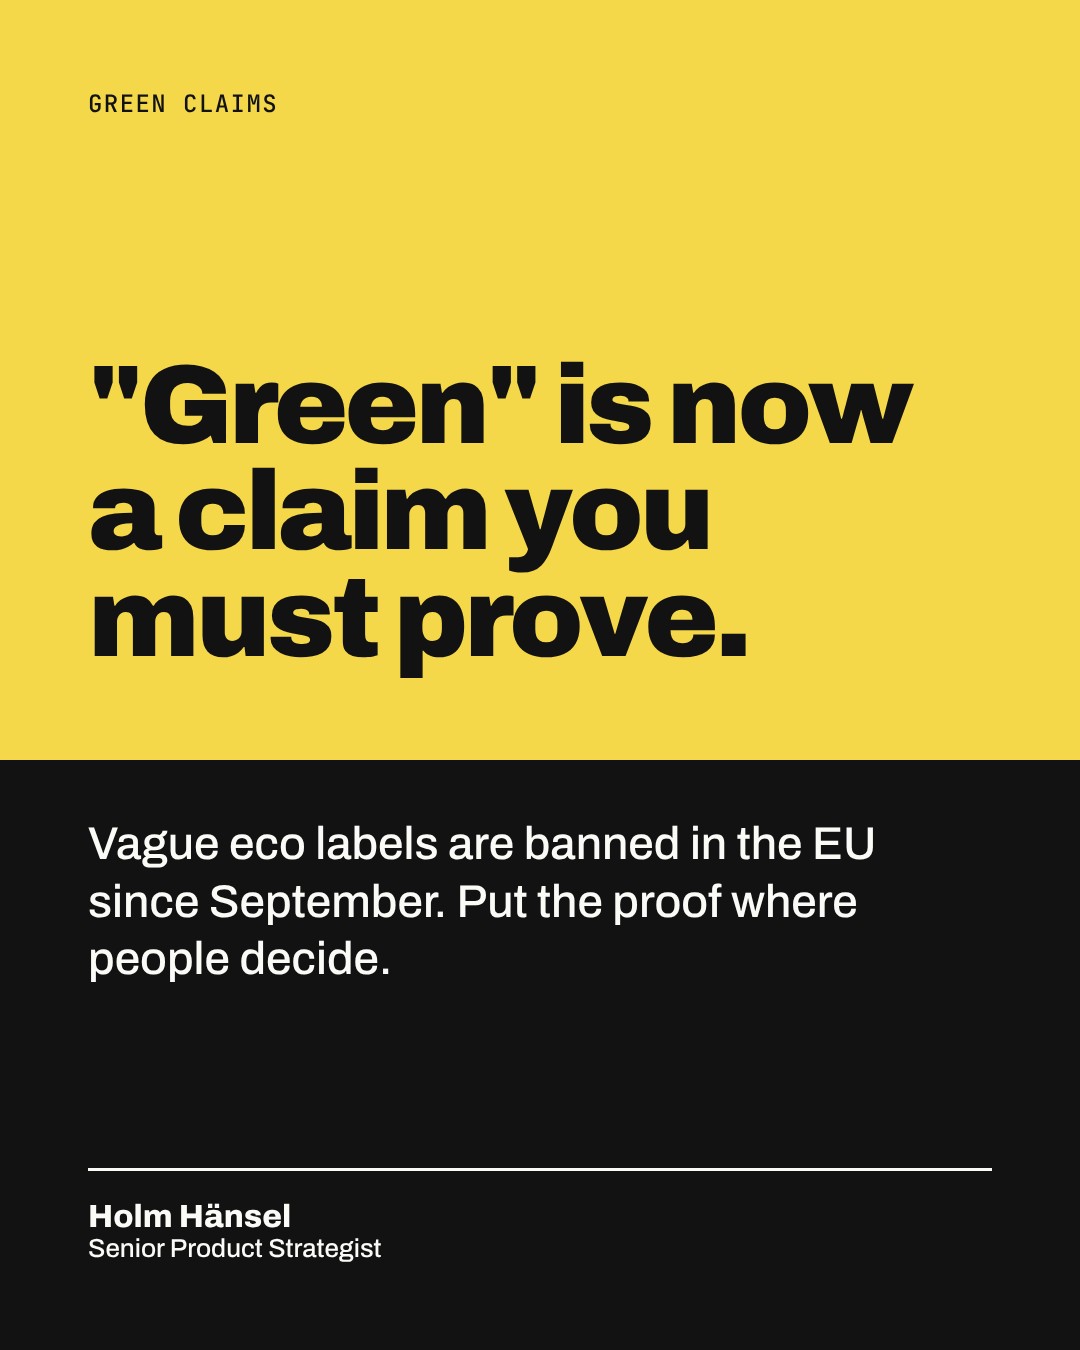 GREEN CLAIMS
"Green" is now
a claim you
must prove.
Vague eco labels are banned in the EU
since September. Put the proof where
people decide.
Holm Hänsel
Senior Product Strategist